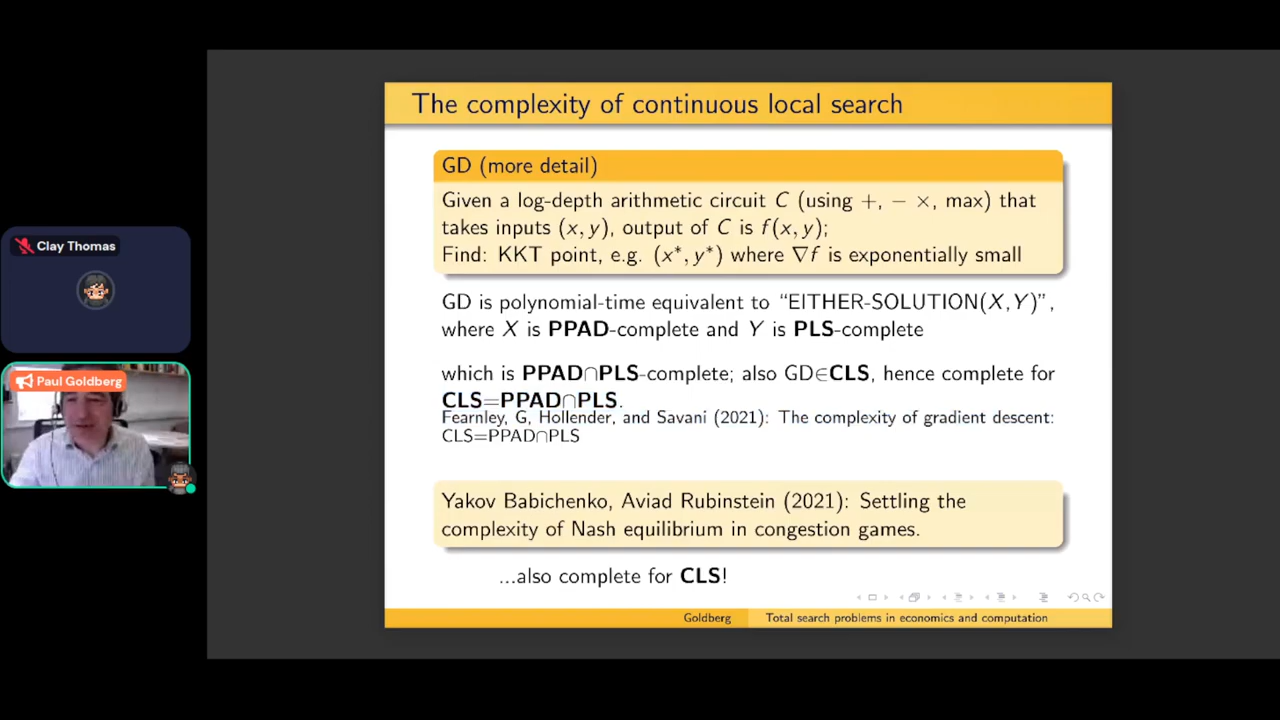 Clay Thomas
Paul Goldberg
The complexity of continuous local search
GD (more detail)
Given a log-depth arithmetic circuit C (using +, − ×, max) that
takes inputs (x, y), output of C is f(x, y);
Find: KKT point, e.g. (x*, y*) where ∇f is exponentially small
GD is polynomial-time equivalent to “EITHER-SOLUTION(X,Y)”,
where X is PPAD-complete and Y is PLS-complete
which is PPAD∩PLS-complete; also GD∈CLS, hence complete for
CLS=PPAD∩PLS.
Fearnley, G, Hollender, and Savani (2021): The complexity of gradient descent:
CLS=PPAD∩PLS
Yakov Babichenko, Aviad Rubinstein (2021): Settling the
complexity of Nash equilibrium in congestion games.
...also complete for CLS!
Goldberg Total search problems in economics and computation